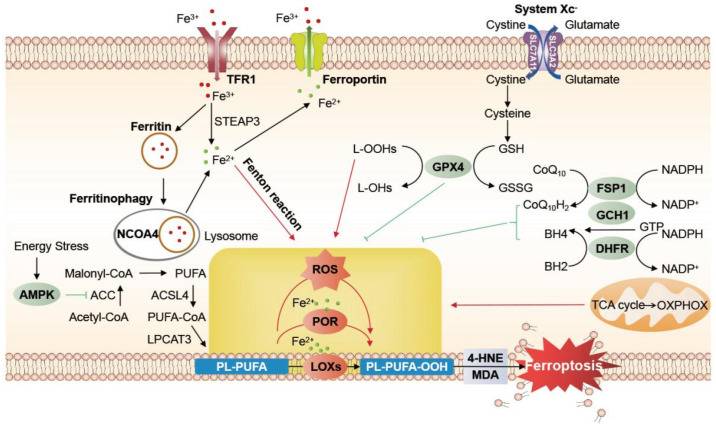 Fe³⁺
Fe³⁺
System Xc⁻
Cystine
Glutamate
SLC7A11
SLC3A2
TFR1
Ferroportin
Cystine
Glutamate
Fe³⁺
Fe²⁺
STEAP3
Cysteine
Ferritin
Fe²⁺
L-OOHs
GSH
Fenton reaction
GPX4
CoQ₁₀
NADPH
L-OHs
GSSG
FSP1
Ferritinophagy
CoQ₁₀H₂
NADP⁺
GCH1
NCOA4
Lysosome
BH4
GTP
NADPH
Energy Stress
DHFR
Malonyl-CoA
PUFA
ROS
BH2
NADP⁺
AMPK
ACC
ACSL4
Fe²⁺
TCA cycle→OXPHOX
Acetyl-CoA
PUFA-CoA
POR
LPCAT3
Fe²⁺
PL-PUFA
LOXs
PL-PUFA-OOH
4-HNE
MDA
Ferroptosis